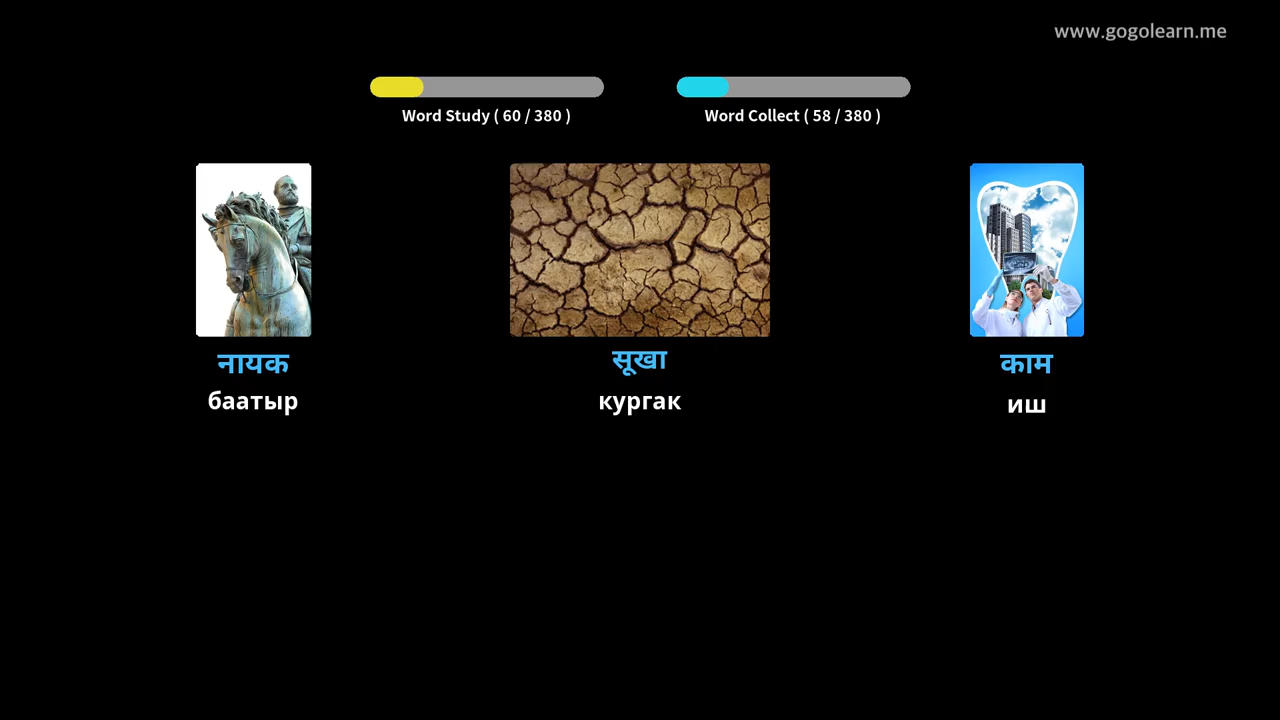 www.gogolearn.me
Word Study ( 60 / 380 )
Word Collect ( 58 / 380 )
नायक
баатыр
सूखा
кургак
काम
иш